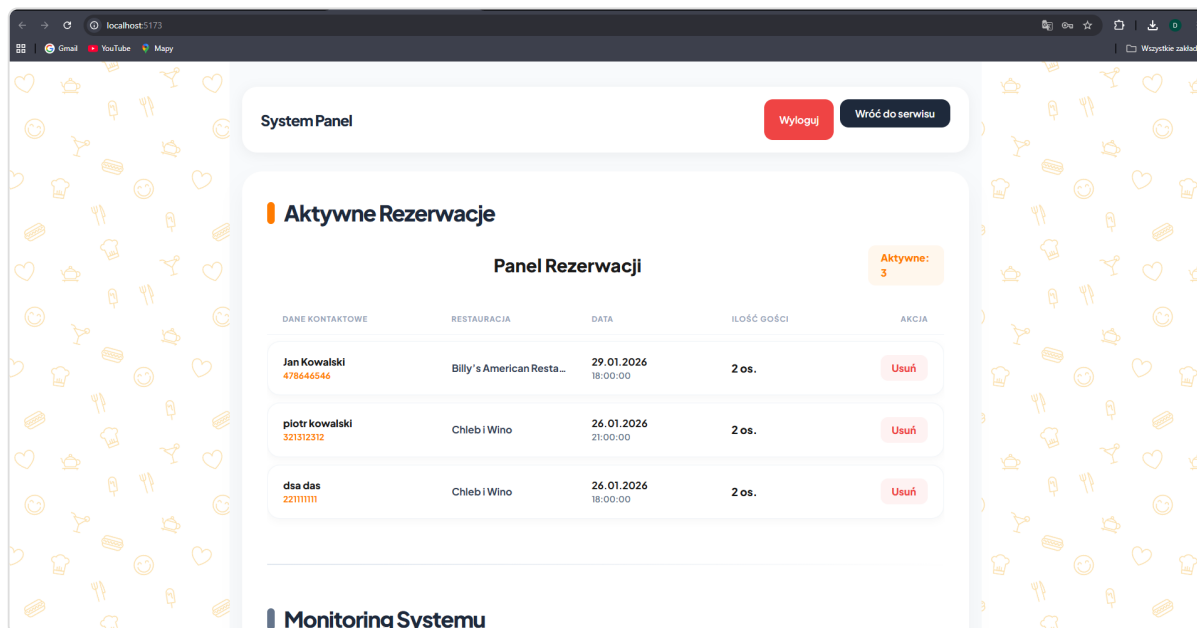 localhost:5173
D
Gmail YouTube Mapy
Wszystkie zakład
System Panel
Wyloguj
Wróć do serwisu
Aktywne Rezerwacje
Panel Rezerwacji
Aktywne:
3
DANE KONTAKTOWE RESTAURACJA DATA ILOŚĆ GOŚCI AKCJA
Jan Kowalski
478646546
Billy's American Resta...
29.01.2026
18:00:00
2 os.
Usuń
piotr kowalski
321312312
Chleb i Wino
26.01.2026
21:00:00
2 os.
Usuń
dsa das
221111111
Chleb i Wino
26.01.2026
18:00:00
2 os.
Usuń
Monitoring Systemu